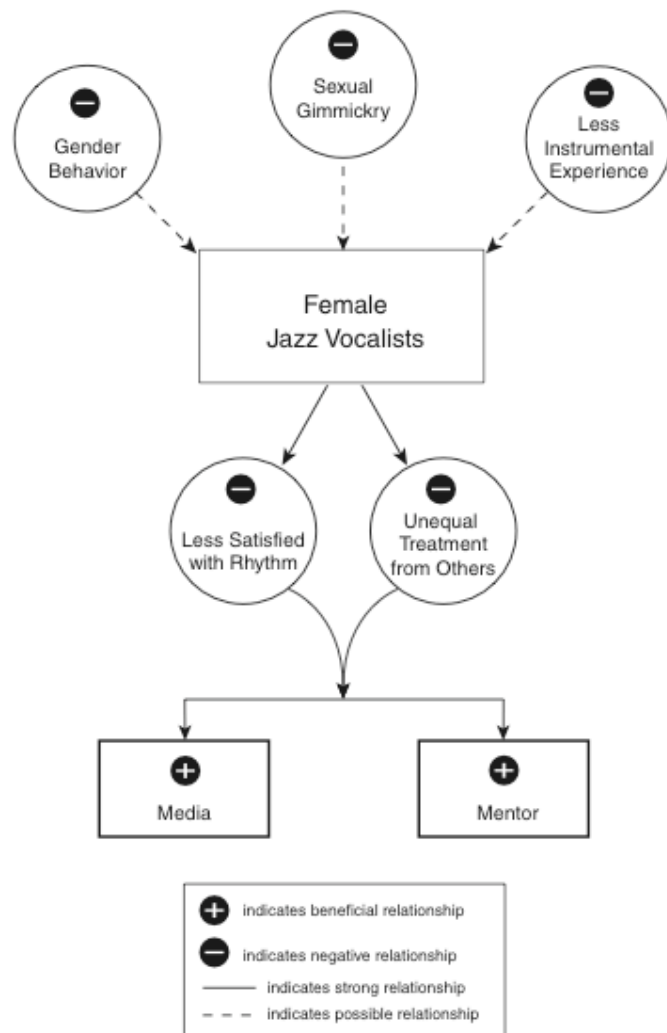 Sexual
Gimmickry
Gender
Behavior
Less
Instrumental
Experience
Female
Jazz Vocalists
Less Satisfied
with Rhythm
Unequal
Treatment
from Others
Media
Mentor
indicates beneficial relationship
indicates negative relationship
indicates strong relationship
indicates possible relationship